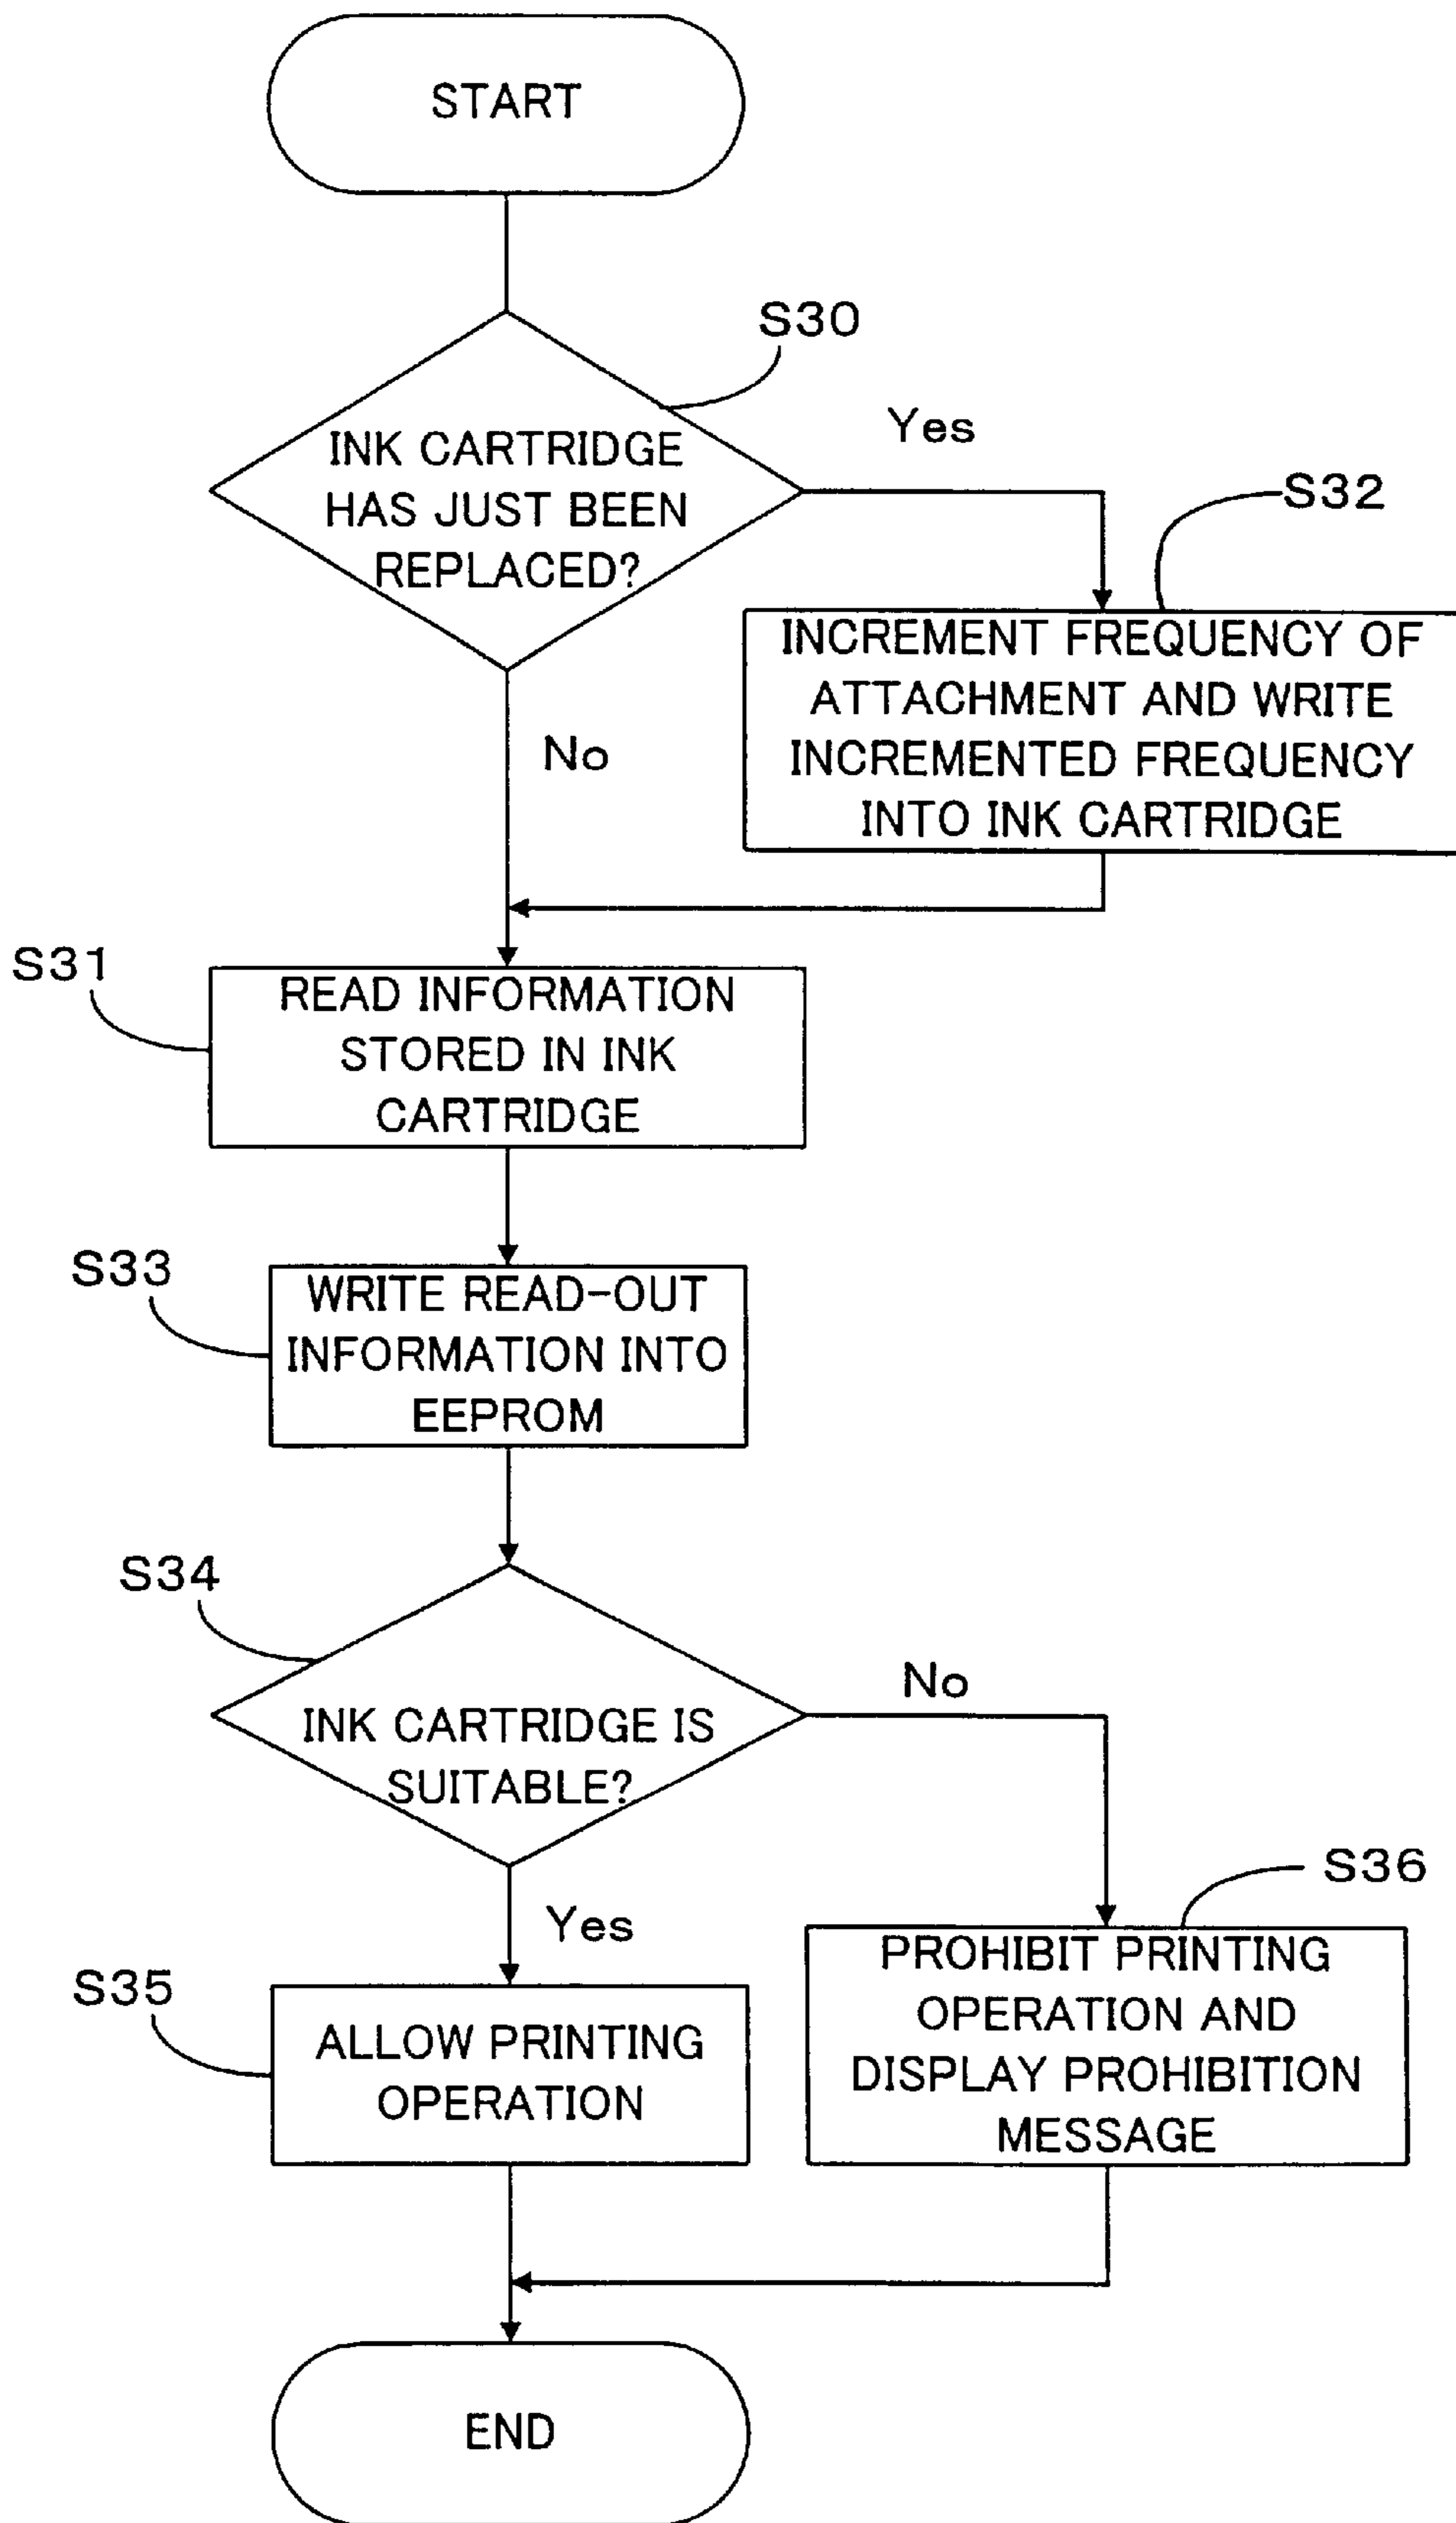 START
S30
Yes
INK CARTRIDGE
HAS JUST BEEN
REPLACED?
S32
INCREMENT FREQUENCY OF
ATTACHMENT AND WRITE
INCREMENTED FREQUENCY
INTO INK CARTRIDGE
No
S31
READ INFORMATION
STORED IN INK
CARTRIDGE
S33
WRITE READ-OUT
INFORMATION INTO
EEPROM
S34
No
INK CARTRIDGE IS
SUITABLE?
Yes
S36
PROHIBIT PRINTING
OPERATION AND
DISPLAY PROHIBITION
MESSAGE
S35
ALLOW PRINTING
OPERATION
END